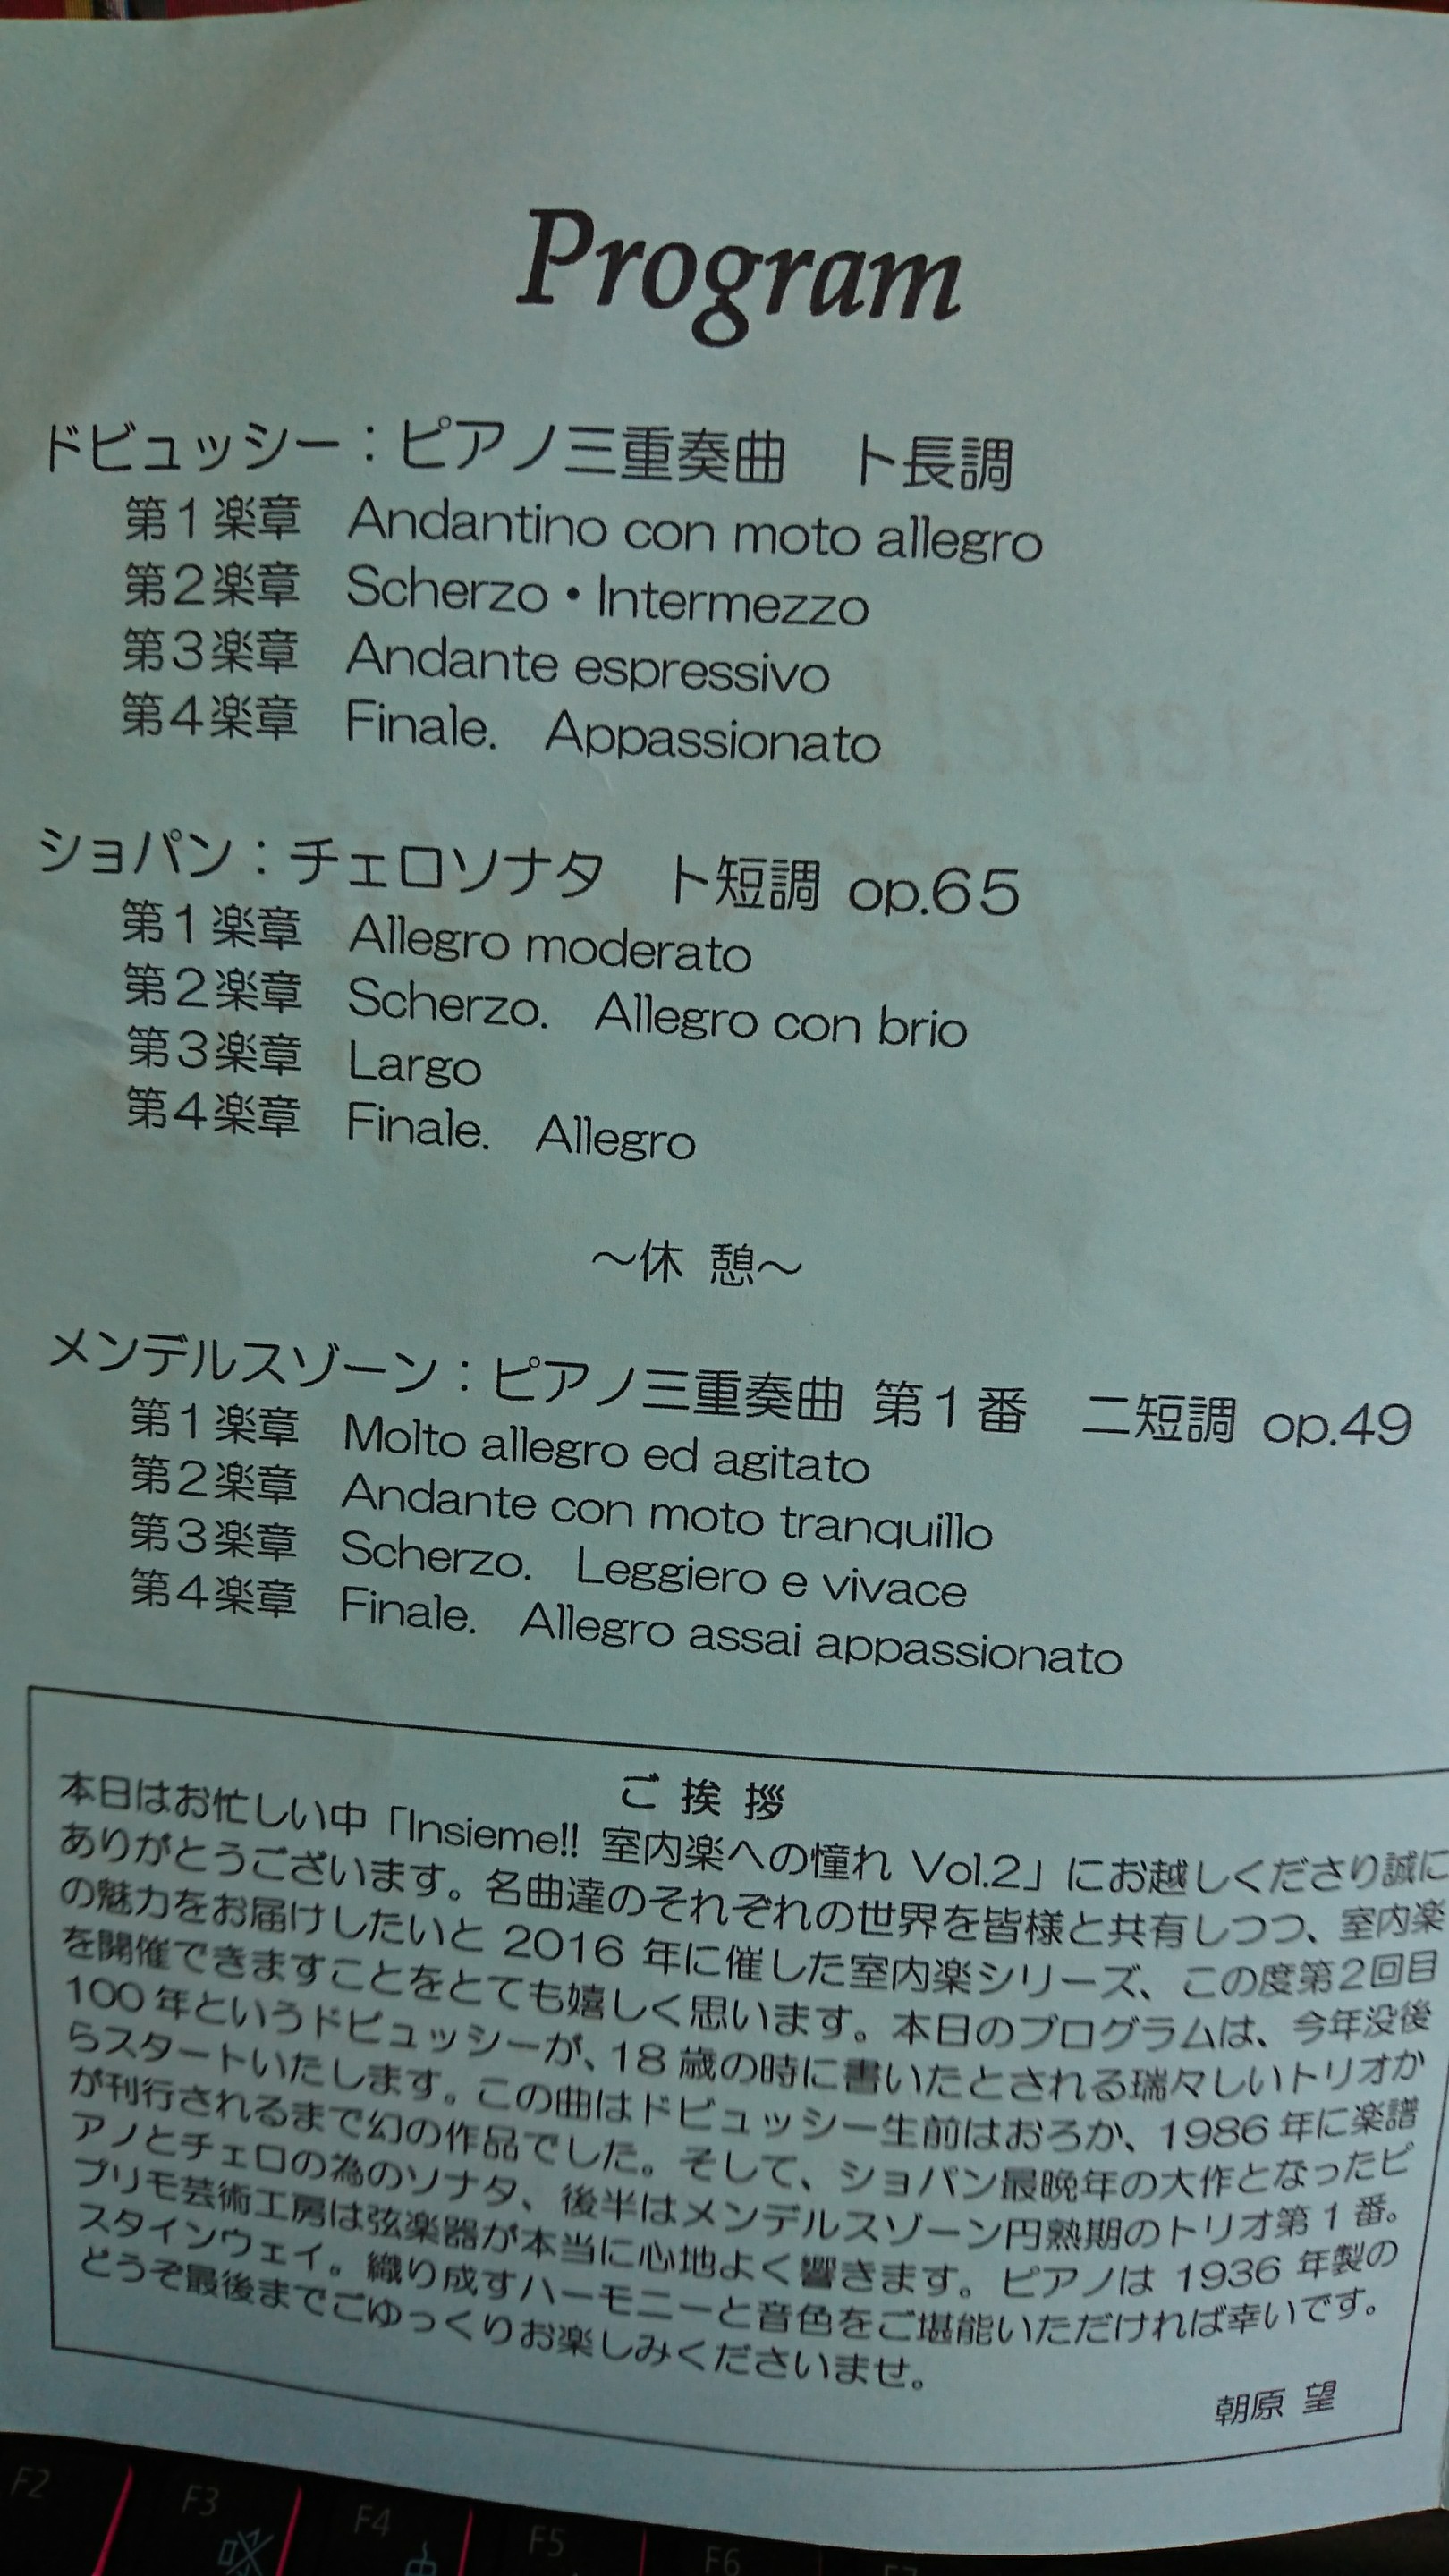 Program
ドビュッシー：ピアノ三重奏曲　ト長調
第1楽章　Andantino con moto allegro
第2楽章　Scherzo・Intermezzo
第3楽章　Andante espressivo
第4楽章　Finale.　Appassionato
ショパン：チェロソナタ　ト短調 op.65
第1楽章　Allegro moderato
第2楽章　Scherzo.　Allegro con brio
第3楽章　Largo
第4楽章　Finale.　Allegro
～休 憩～
メンデルスゾーン：ピアノ三重奏曲 第1番　ニ短調 op.49
第1楽章　Molto allegro ed agitato
第2楽章　Andante con moto tranquillo
第3楽章　Scherzo.　Leggiero e vivace
第4楽章　Finale.　Allegro assai appassionato
ご 挨 拶
本日はお忙しい中「Insieme!! 室内楽への憧れ Vol.2」にお越しくださり誠に
ありがとうございます。名曲達のそれぞれの世界を皆様と共有しつつ、室内楽
の魅力をお届けしたいと 2016 年に催した室内楽シリーズ、この度第2回目
を開催できますことをとても嬉しく思います。本日のプログラムは、今年没後
100 年というドビュッシーが、18 歳の時に書いたとされる瑞々しいトリオか
らスタートいたします。この曲はドビュッシー生前はおろか、1986 年に楽譜
が刊行されるまで幻の作品でした。そして、ショパン最晩年の大作となったピ
アノとチェロの為のソナタ、後半はメンデルスゾーン円熟期のトリオ第 1 番。
プリモ芸術工房は弦楽器が本当に心地よく響きます。ピアノは 1936 年製の
スタインウェイ。織り成すハーモニーと音色をご堪能いただければ幸いです。
どうぞ最後までごゆっくりお楽しみくださいませ。
朝原 望
F2
F3
F4
F5
F6